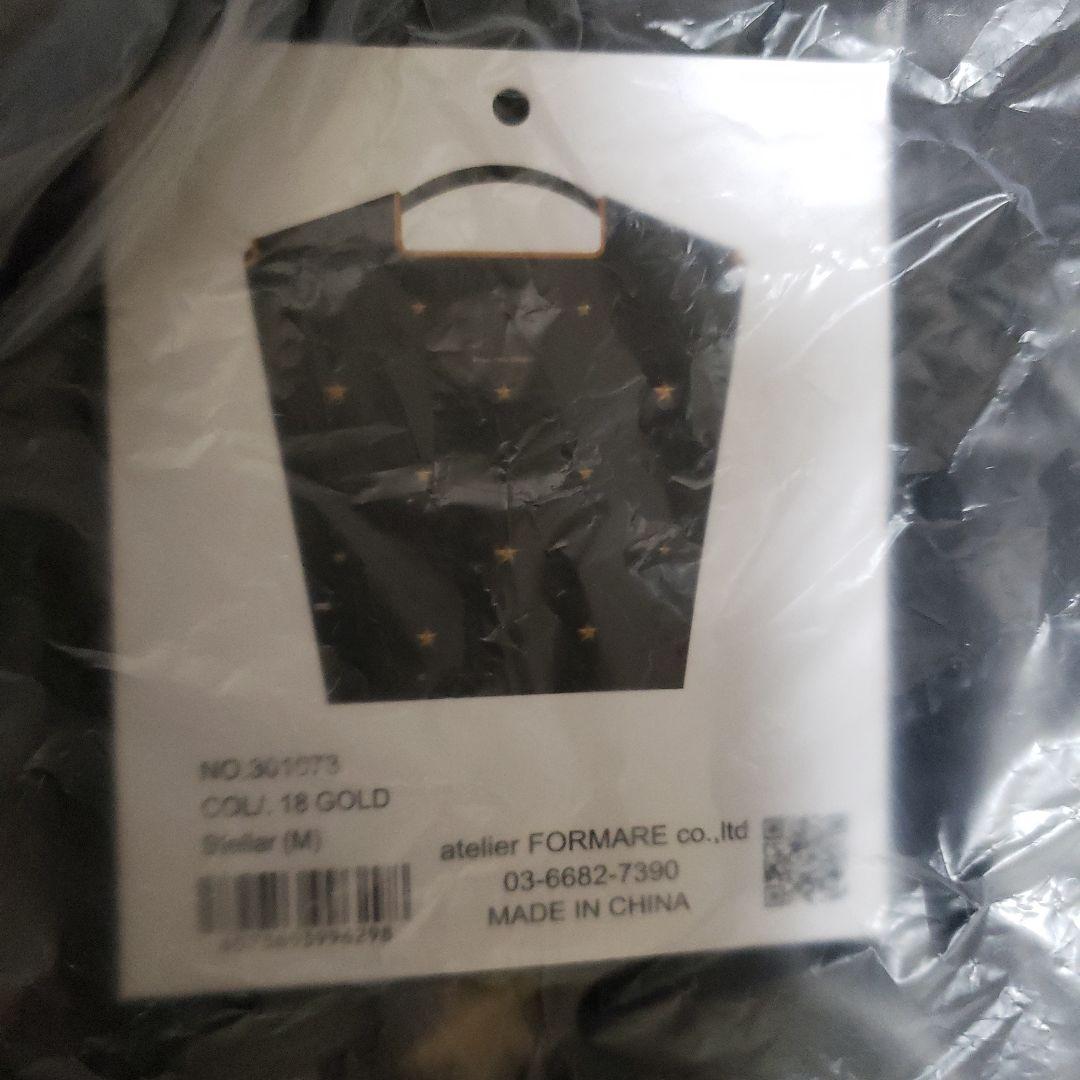 NO.301073
COL/. 18 GOLD
Stellar (M)
atelier FORMARE co.,ltd
03-6682-7390
MADE IN CHINA